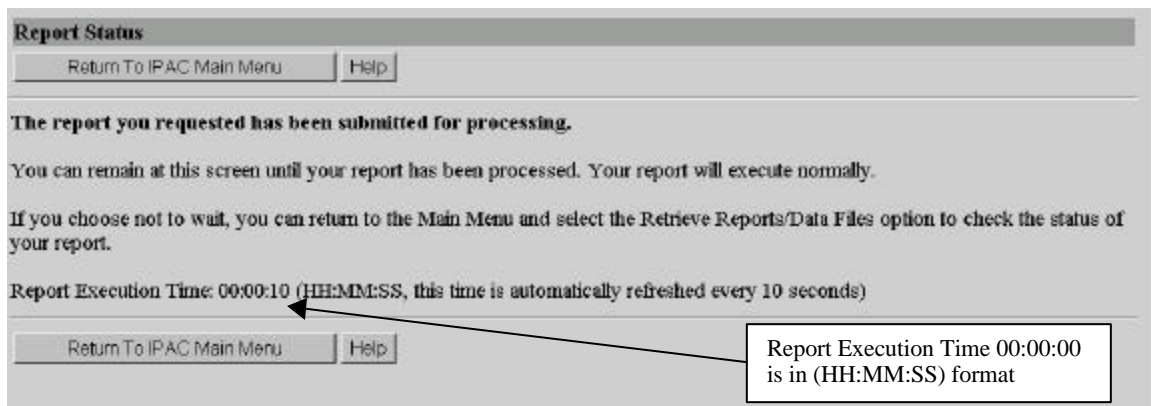 Report Status
Return To IPAC Main Menu Help
The report you requested has been submitted for processing.
You can remain at this screen until your report has been processed. Your report will execute normally.
If you choose not to wait, you can return to the Main Menu and select the Retrieve Reports/Data Files option to check the status of
your report.
Report Execution Time: 00:00:10 (HH:MM:SS, this time is automatically refreshed every 10 seconds)
Return To IPAC Main Menu Help
Report Execution Time 00:00:00
is in (HH:MM:SS) format